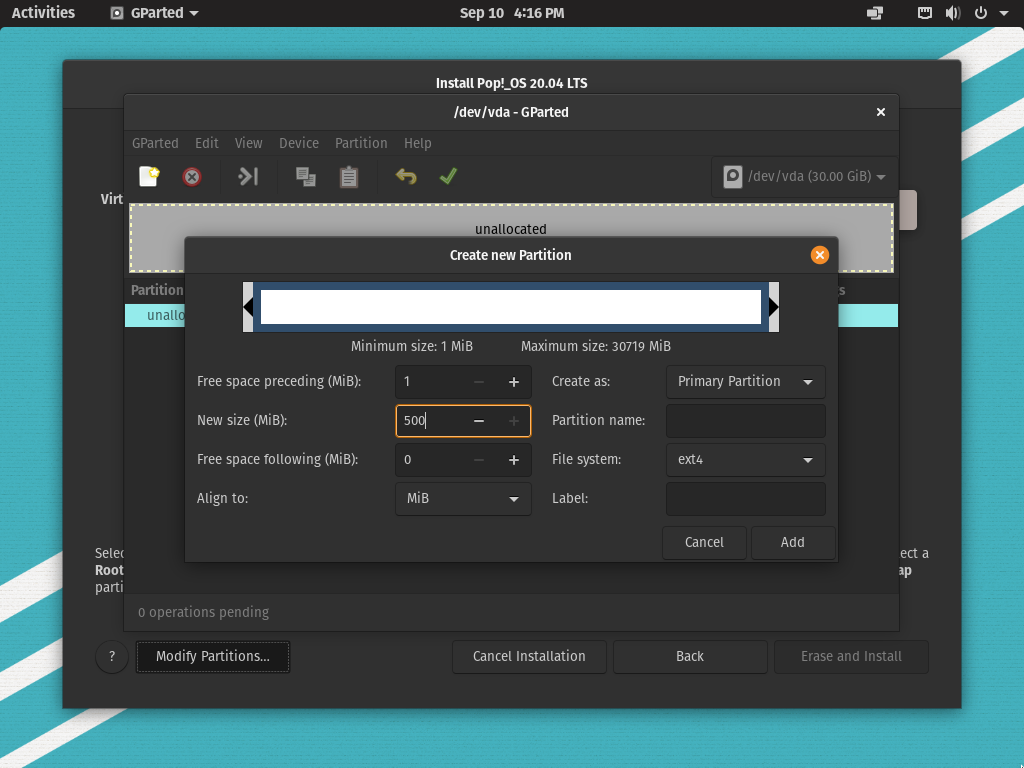 Activities GParted Sep 10 4:16 PM
Install Pop!_OS 20.04 LTS
/dev/vda - GParted
GParted Edit View Device Partition Help
/dev/vda (30.00 GiB)
Virt
unallocated
Create new Partition
Partition
unallo
Minimum size: 1 MiB Maximum size: 30719 MiB
Free space preceding (MiB): 1 Create as: Primary Partition
New size (MiB): 500 Partition name:
Free space following (MiB): 0 File system: ext4
Align to: MiB Label:
Cancel Add
Selec ect a
Root ap
parti
0 operations pending
? Modify Partitions... Cancel Installation Back Erase and Install